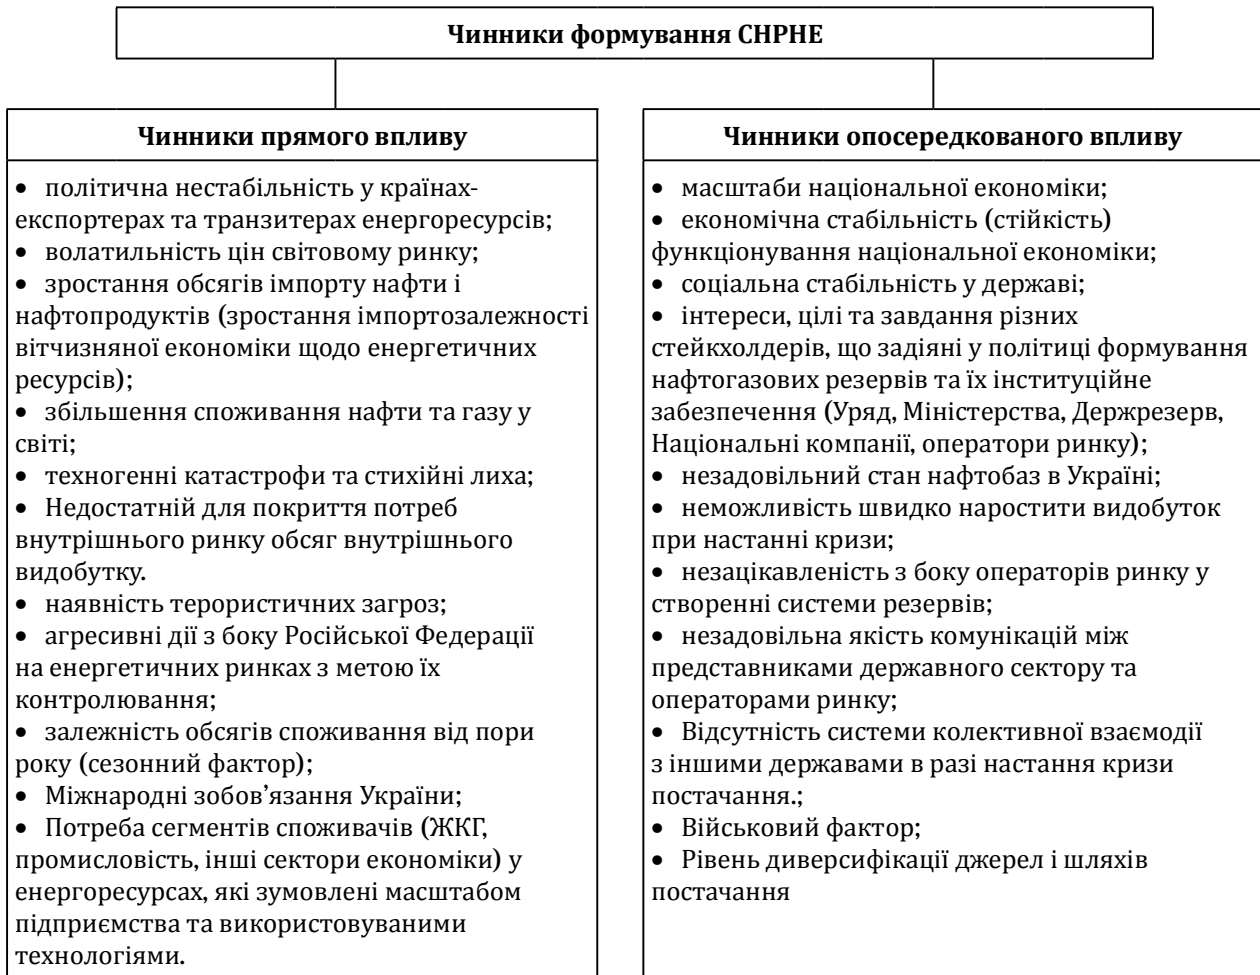 Чинники формування СНРНЕ
Чинники прямого впливу
• політична нестабільність у країнах-
експортерах та транзитерах енергоресурсів;
• волатильність цін світовому ринку;
• зростання обсягів імпорту нафти і
нафтопродуктів (зростання імпортозалежності
вітчизняної економіки щодо енергетичних
ресурсів);
• збільшення споживання нафти та газу у
світі;
• техногенні катастрофи та стихійні лиха;
• Недостатній для покриття потреб
внутрішнього ринку обсяг внутрішнього
видобутку.
• наявність терористичних загроз;
• агресивні дії з боку Російської Федерації
на енергетичних ринках з метою їх
контролювання;
• залежність обсягів споживання від пори
року (сезонний фактор);
• Міжнародні зобов’язання України;
• Потреба сегментів споживачів (ЖКГ,
промисловість, інші сектори економіки) у
енергоресурсах, які зумовлені масштабом
підприємства та використовуваними
технологіями.
Чинники опосередкованого впливу
• масштаби національної економіки;
• економічна стабільність (стійкість)
функціонування національної економіки;
• соціальна стабільність у державі;
• інтереси, цілі та завдання різних
стейкхолдерів, що задіяні у політиці формування
нафтогазових резервів та їх інституційне
забезпечення (Уряд, Міністерства, Держрезерв,
Національні компанії, оператори ринку);
• незадовільний стан нафтобаз в Україні;
• неможливість швидко наростити видобуток
при настанні кризи;
• незацікавленість з боку операторів ринку у
створенні системи резервів;
• незадовільна якість комунікацій між
представниками державного сектору та
операторами ринку;
• Відсутність системи колективної взаємодії
з іншими державами в разі настання кризи
постачання.;
• Військовий фактор;
• Рівень диверсифікації джерел і шляхів
постачання